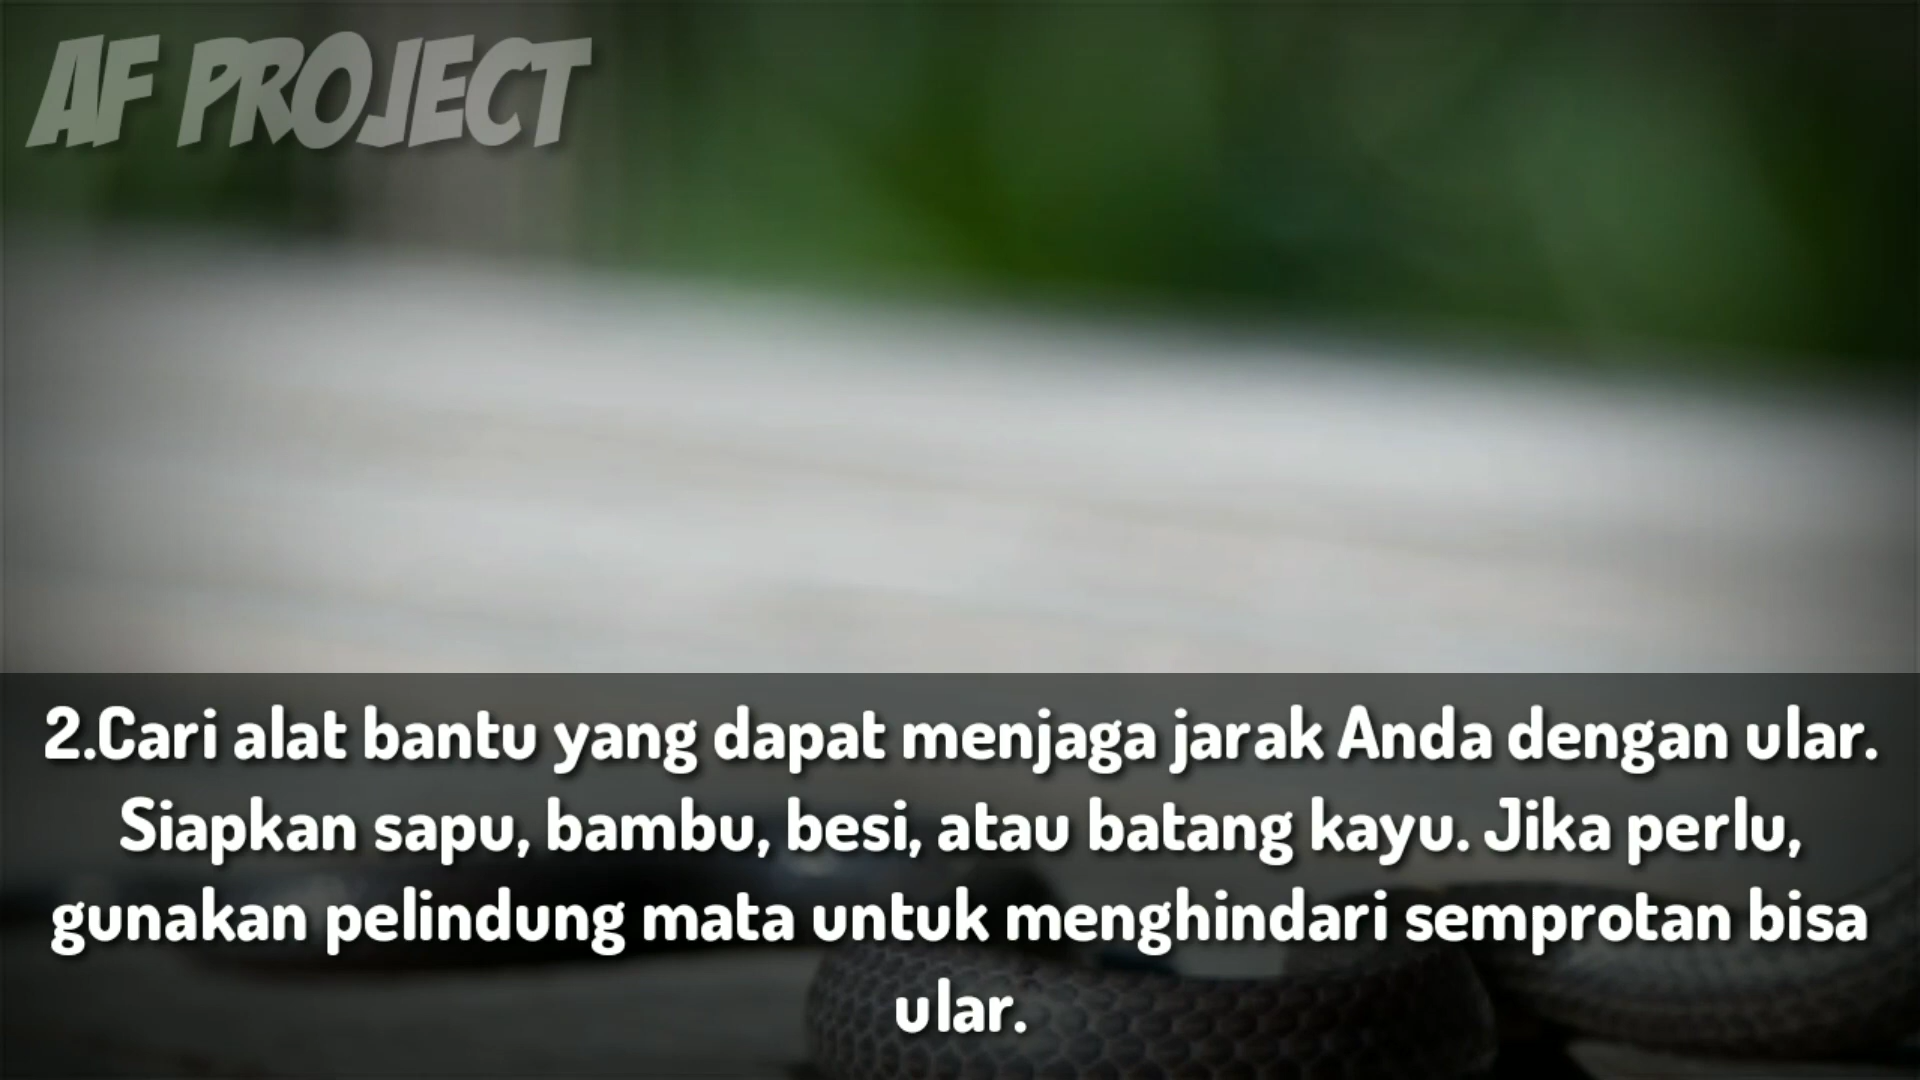 AF PROJECT
2.Cari alat bantu yang dapat menjaga jarak Anda dengan ular.
Siapkan sapu, bambu, besi, atau batang kayu. Jika perlu,
gunakan pelindung mata untuk menghindari semprotan bisa
ular.